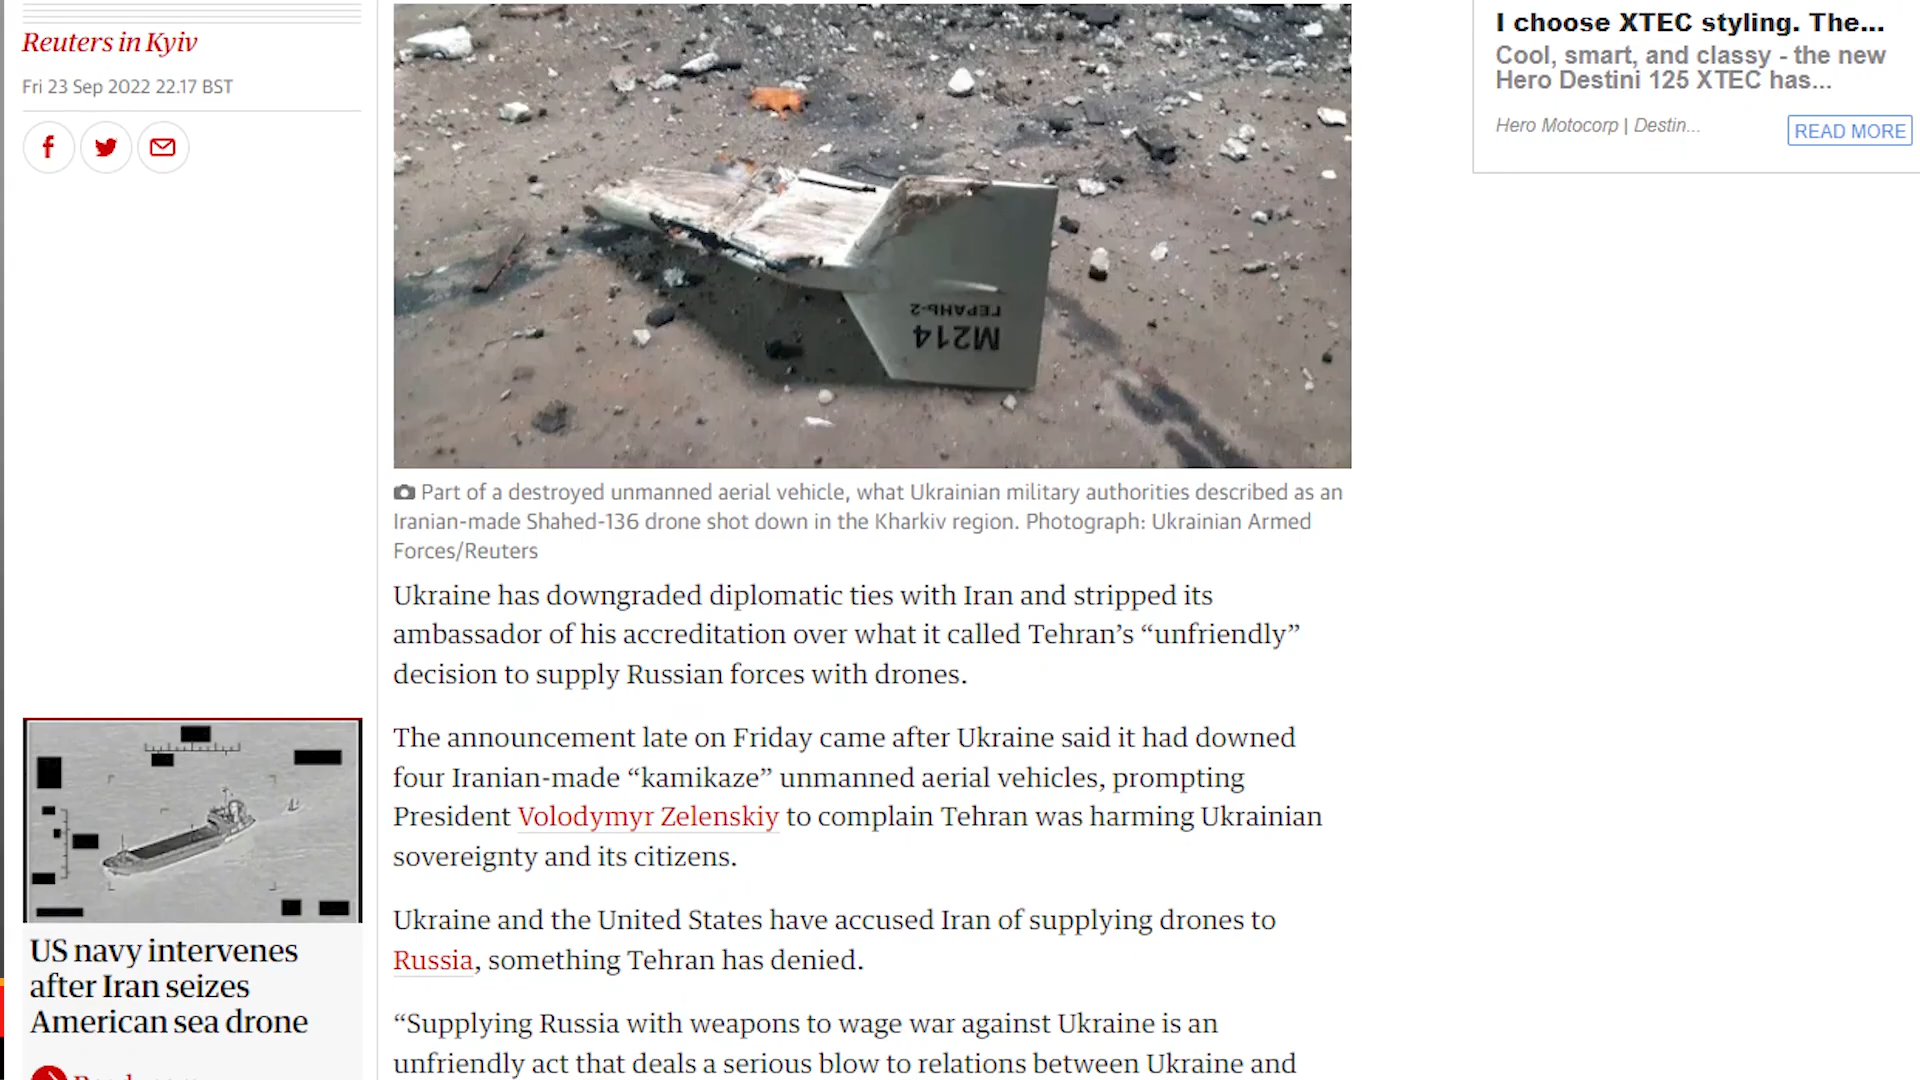 Reuters in Kyiv
Fri 23 Sep 2022 22.17 BST
ГЕРАНЬ-2
М214
Part of a destroyed unmanned aerial vehicle, what Ukrainian military authorities described as an
Iranian-made Shahed-136 drone shot down in the Kharkiv region. Photograph: Ukrainian Armed
Forces/Reuters
Ukraine has downgraded diplomatic ties with Iran and stripped its
ambassador of his accreditation over what it called Tehran’s “unfriendly”
decision to supply Russian forces with drones.
The announcement late on Friday came after Ukraine said it had downed
four Iranian-made “kamikaze” unmanned aerial vehicles, prompting
President Volodymyr Zelenskiy to complain Tehran was harming Ukrainian
sovereignty and its citizens.
Ukraine and the United States have accused Iran of supplying drones to
Russia, something Tehran has denied.
“Supplying Russia with weapons to wage war against Ukraine is an
unfriendly act that deals a serious blow to relations between Ukraine and
US navy intervenes
after Iran seizes
American sea drone
I choose XTEC styling. The...
Cool, smart, and classy - the new
Hero Destini 125 XTEC has...
Hero Motocorp | Destin...
READ MORE